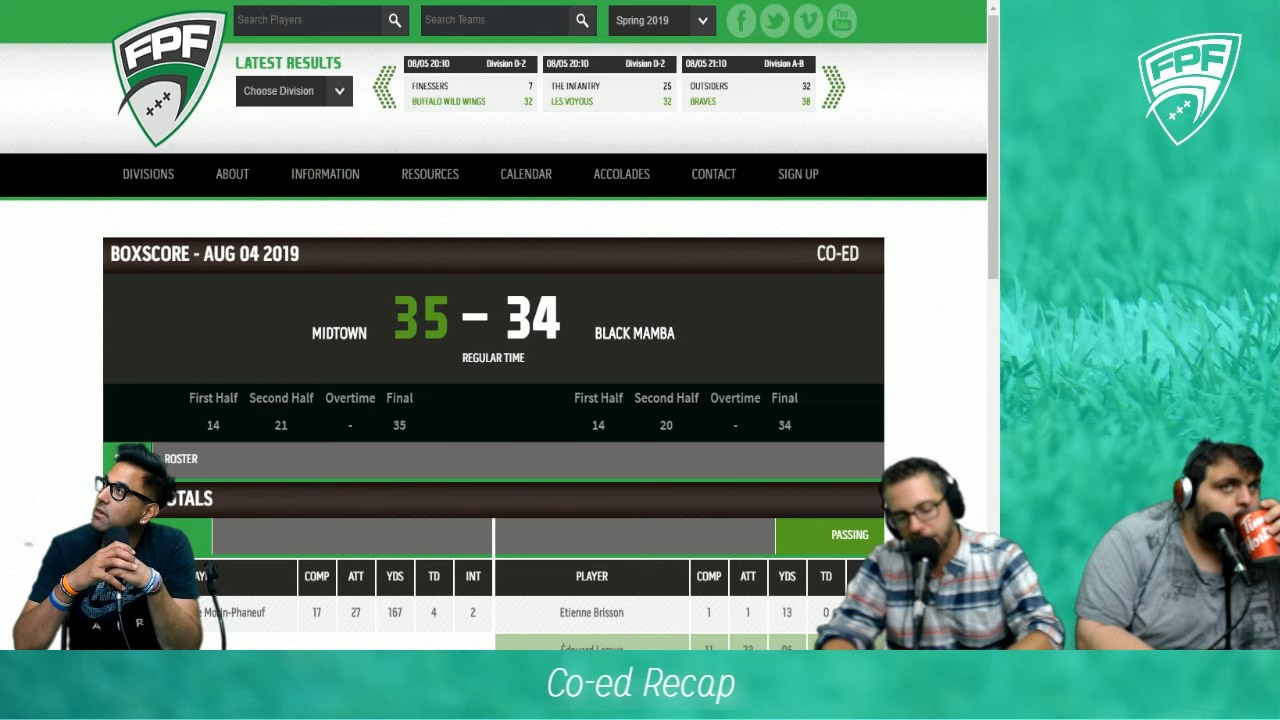 Search Players
Search Teams
Spring 2019
You
Tube
FPF
LATEST RESULTS
Choose Division
08/05 20:10 Division D-2
FINESSERS 7
BUFFALO WILD WINGS 32
08/05 20:10 Division D-2
THE INFANTRY 25
LES VOYOUS 32
08/05 21:10 Division A-B
OUTSIDERS 32
BRAVES 38
FPF
DIVISIONS ABOUT INFORMATION RESOURCES CALENDAR ACCOLADES CONTACT SIGN UP
BOXSCORE - AUG 04 2019 CO-ED
MIDTOWN 35 – 34 BLACK MAMBA
REGULAR TIME
First Half Second Half Overtime Final First Half Second Half Overtime Final
14 21 - 35 14 20 - 34
ROSTER
PASSING
COMP ATT YDS TD INT PLAYER COMP ATT YDS TD
17 27 167 4 2 Etienne Brisson 1 1 13 0
AIR
Co-ed Recap